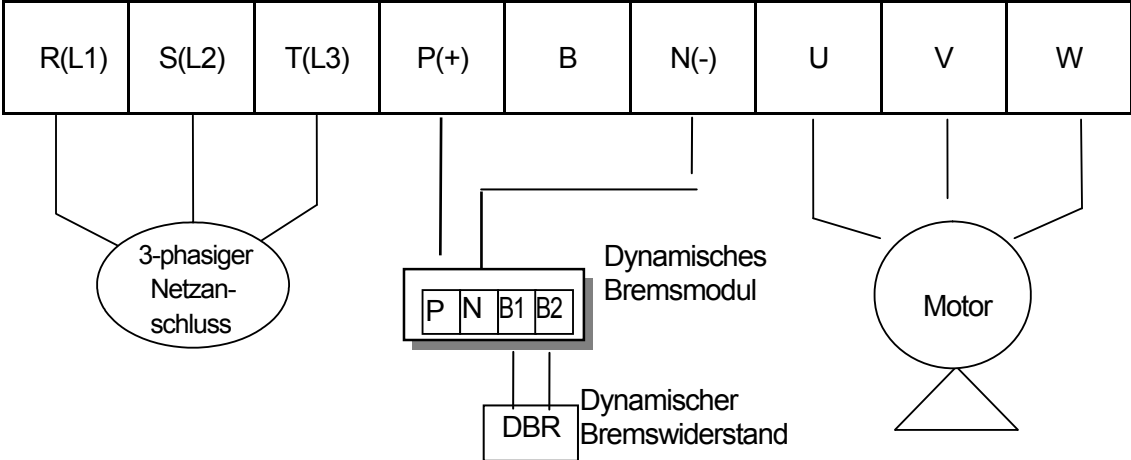 R(L1) S(L2) T(L3) P(+) B N(-) U V W
3-phasiger
Netzan-
schluss
Dynamisches
Bremsmodul
P N B1 B2
Motor
Dynamischer
Bremswiderstand
DBR